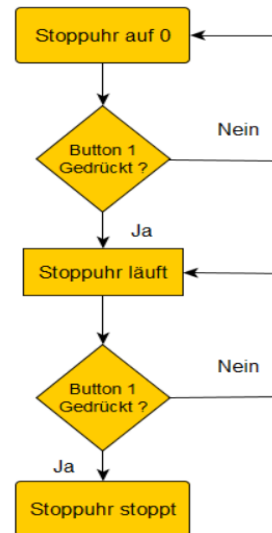 Stoppuhr auf 0
Button 1
Gedrückt ?
Nein
Ja
Stoppuhr läuft
Button 1
Gedrückt ?
Nein
Ja
Stoppuhr stoppt